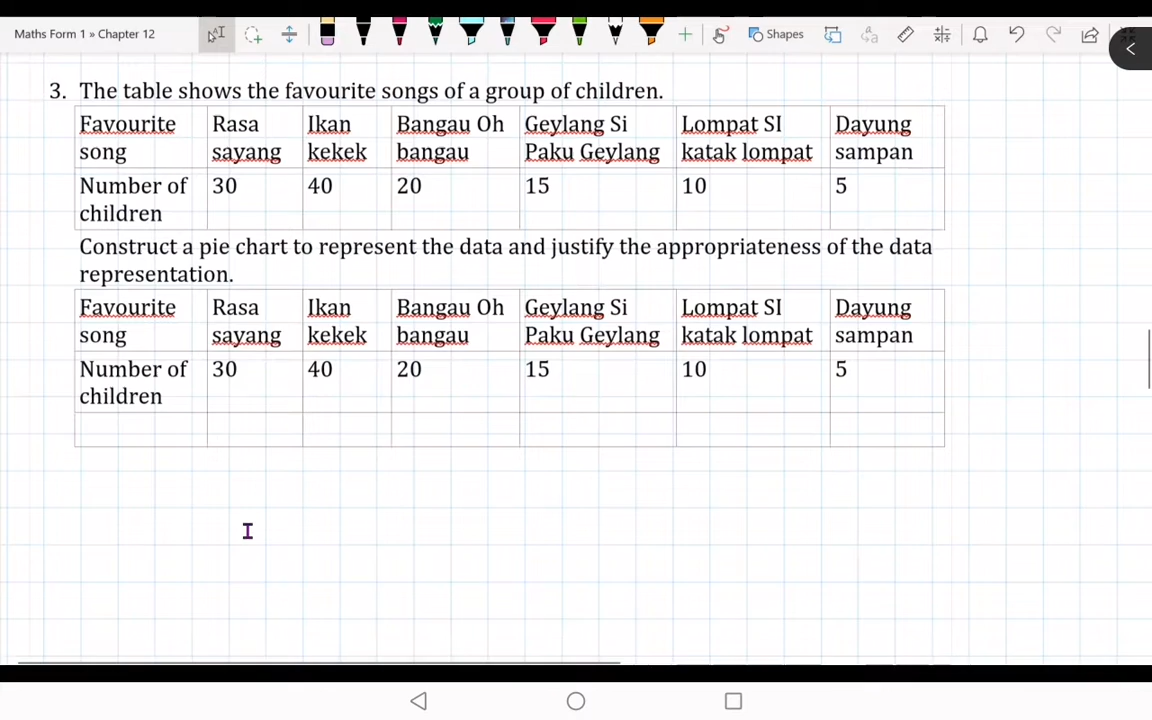 Maths Form 1 » Chapter 12
Shapes
3. The table shows the favourite songs of a group of children.
Favourite song | Rasa sayang | Ikan kekek | Bangau Oh bangau | Geylang Si Paku Geylang | Lompat SI katak lompat | Dayung sampan
Number of children | 30 | 40 | 20 | 15 | 10 | 5
Construct a pie chart to represent the data and justify the appropriateness of the data
representation.
Favourite song | Rasa sayang | Ikan kekek | Bangau Oh bangau | Geylang Si Paku Geylang | Lompat SI katak lompat | Dayung sampan
Number of children | 30 | 40 | 20 | 15 | 10 | 5